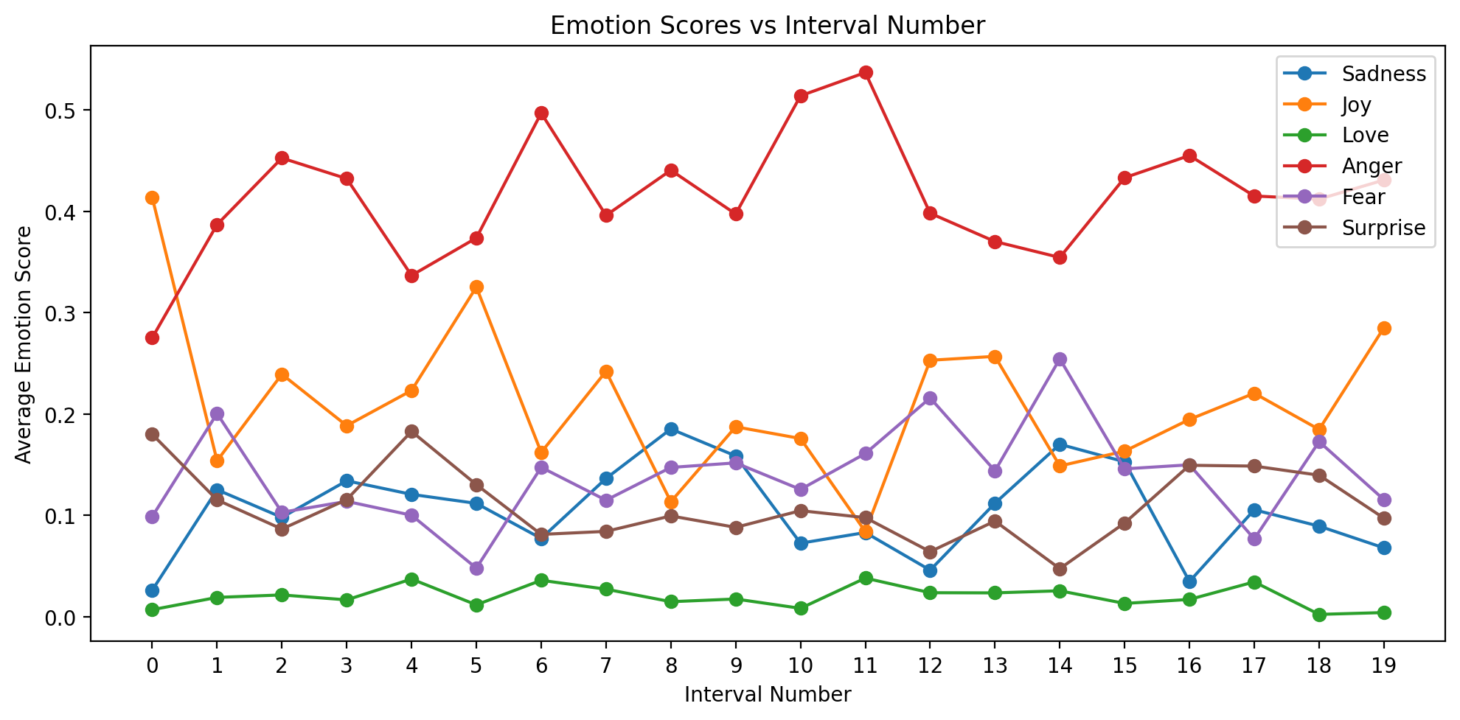 Emotion Scores vs Interval Number
Sadness
Joy
Love
Anger
Fear
Surprise
0.5
0.4
0.3
0.2
0.1
0.0
Average Emotion Score
0 1 2 3 4 5 6 7 8 9 10 11 12 13 14 15 16 17 18 19
Interval Number